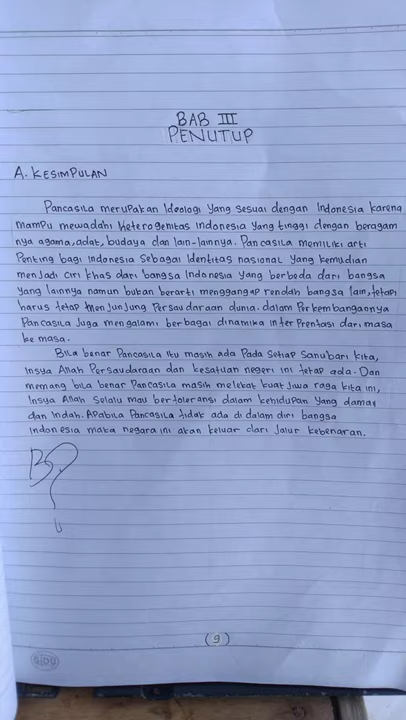 BAB III
PENUTUP
A. KESIMPULAN
Pancasila merupakan Ideologi yang sesuai dengan Indonesia karena
mampu mewadahi Heterogenitas Indonesia yang tinggi dengan beragam
nya agama, adat, budaya dan lain-lannya. Pancasila memiliki arti
Penting bagi Indonesia Sebagai Identitas nasional yang kemudian
menjadi ciri khas dari bangsa Indonesia yang berbeda dari bangsa
yang lainnya namun bukan berarti menggangap rendah bangsa lain, tetapi
harus tetap menjunjung Persaudaraan dunia. dalam Perkembangannya
Pancasila Juga mengalami berbagai dinamika interprentasi dari masa
ke masa.
Bila benar Pancasila itu masih ada Pada Setiap Sanubari kita,
Insya Allah Persaudaraan dan kesatuan negeri ini tetap ada. Dan
memang bila benar Pancasila masih melekat kuat Jiwa raga kita ini,
Insya Allah Selalu mau bertoleransi dalam kehidupan yang damai
dan indah. APabila Pancasila tidak ada di dalam diri bangsa
Indonesia maka negara ini akan keluar dari Jalur kebenaran.
(9)
SIDU